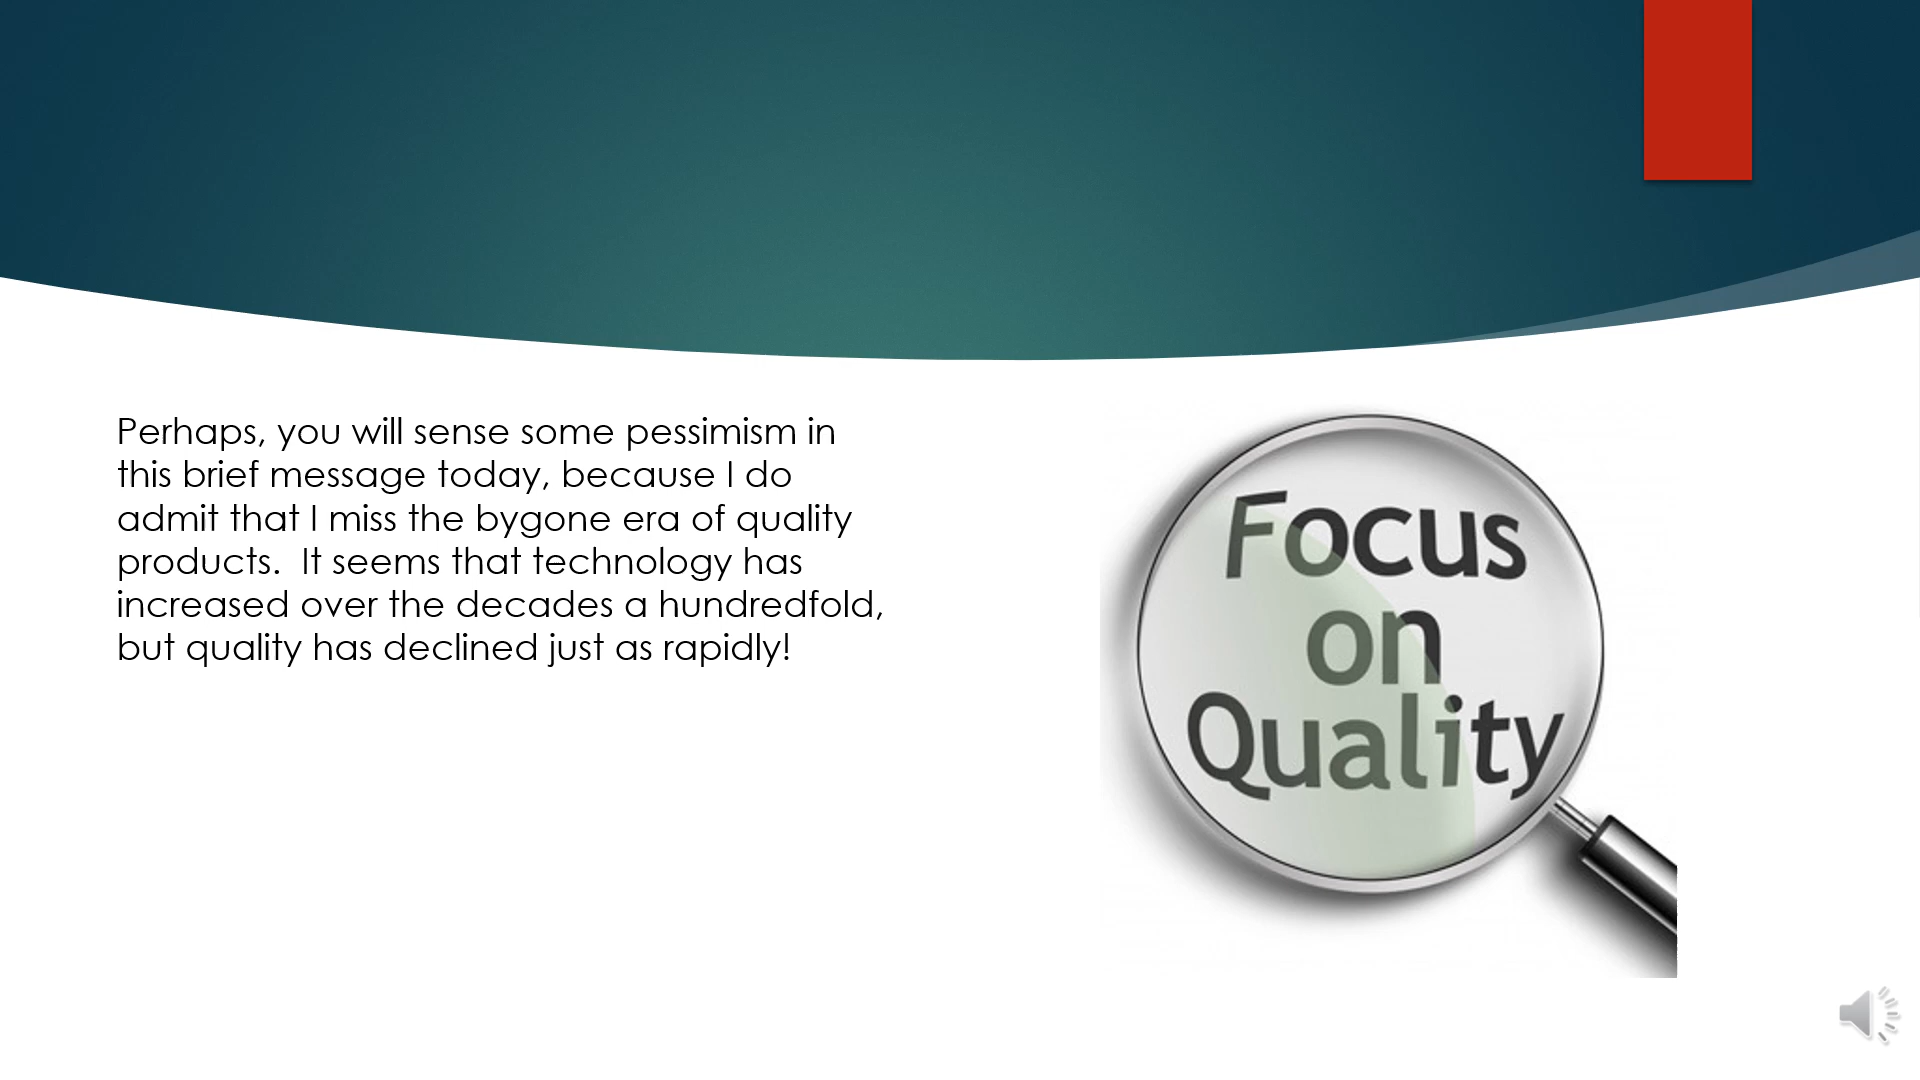 Perhaps, you will sense some pessimism in
this brief message today, because I do
admit that I miss the bygone era of quality
products.  It seems that technology has
increased over the decades a hundredfold,
but quality has declined just as rapidly!
Focus
on
Quality